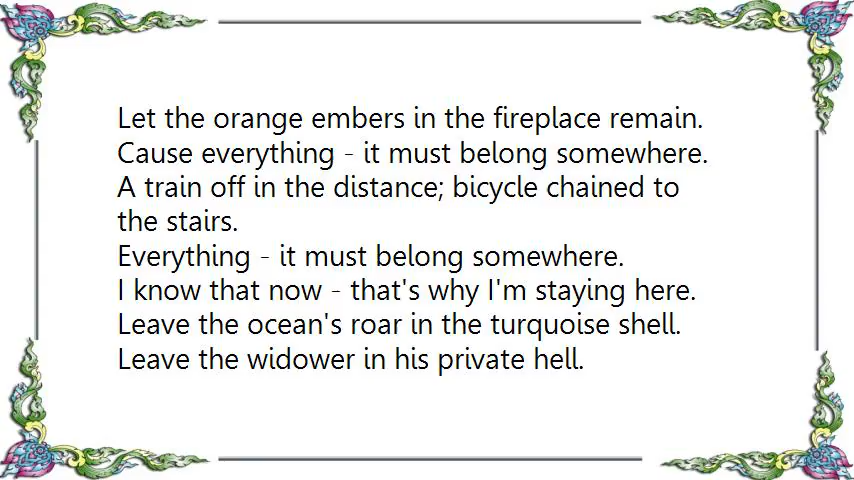 Let the orange embers in the fireplace remain.
Cause everything - it must belong somewhere.
A train off in the distance; bicycle chained to
the stairs.
Everything - it must belong somewhere.
I know that now - that's why I'm staying here.
Leave the ocean's roar in the turquoise shell.
Leave the widower in his private hell.